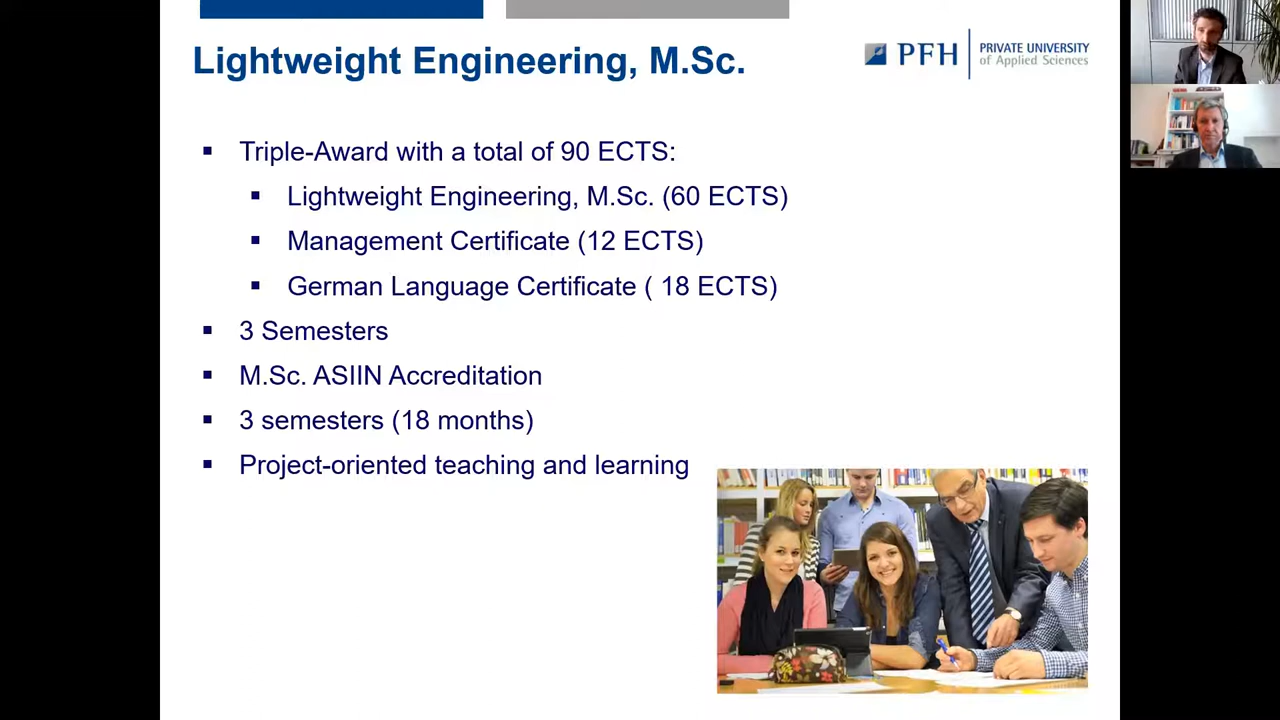 Lightweight Engineering, M.Sc.
PFH PRIVATE UNIVERSITY
of Applied Sciences
Triple-Award with a total of 90 ECTS:
Lightweight Engineering, M.Sc. (60 ECTS)
Management Certificate (12 ECTS)
German Language Certificate ( 18 ECTS)
3 Semesters
M.Sc. ASIIN Accreditation
3 semesters (18 months)
Project-oriented teaching and learning